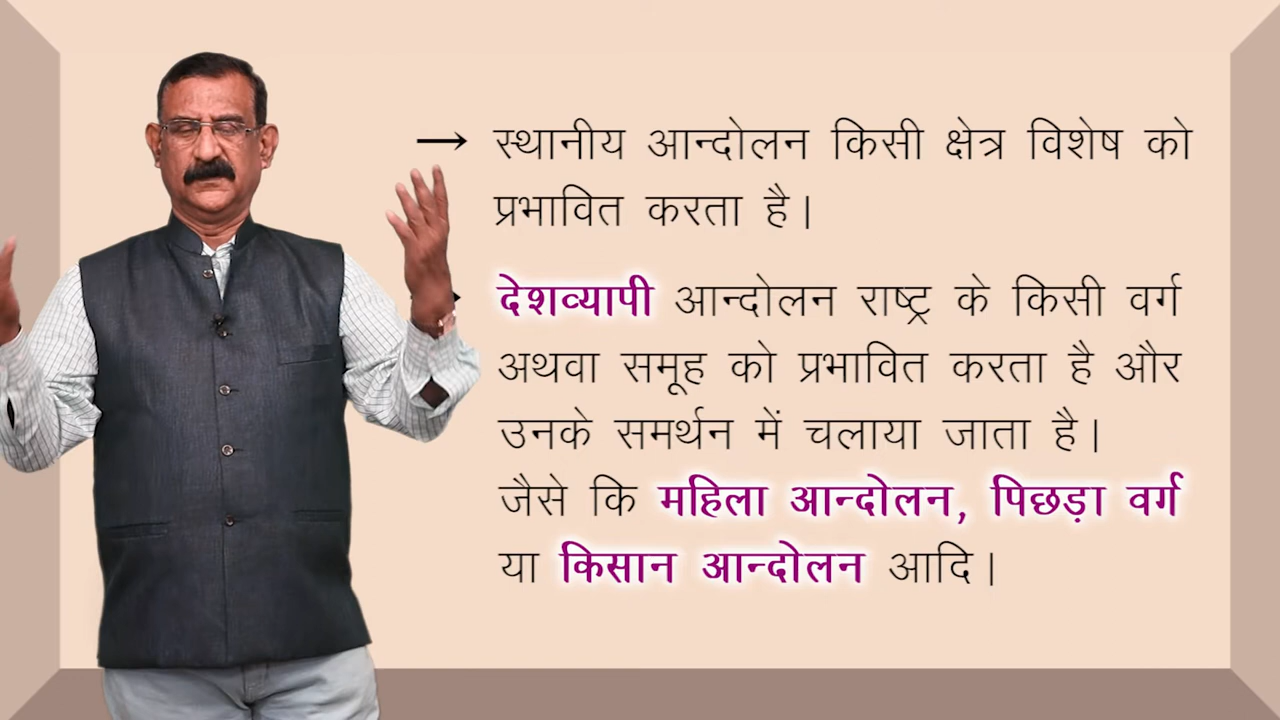 → स्थानीय आन्दोलन किसी क्षेत्र विशेष को
प्रभावित करता है।
देशव्यापी आन्दोलन राष्ट्र के किसी वर्ग
अथवा समूह को प्रभावित करता है और
उनके समर्थन में चलाया जाता है।
जैसे कि महिला आन्दोलन, पिछड़ा वर्ग
या किसान आन्दोलन आदि।